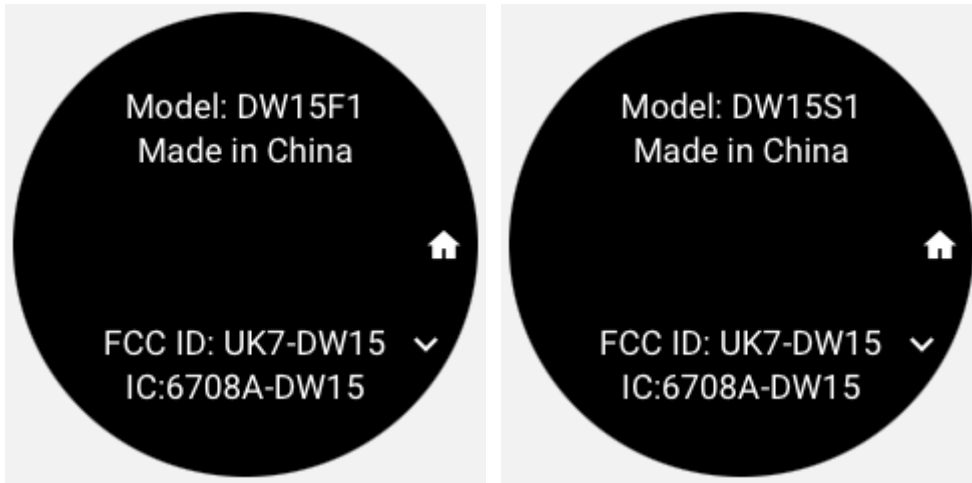 Model: DW15F1
Made in China
FCC ID: UK7-DW15
IC:6708A-DW15
Model: DW15S1
Made in China
FCC ID: UK7-DW15
IC:6708A-DW15